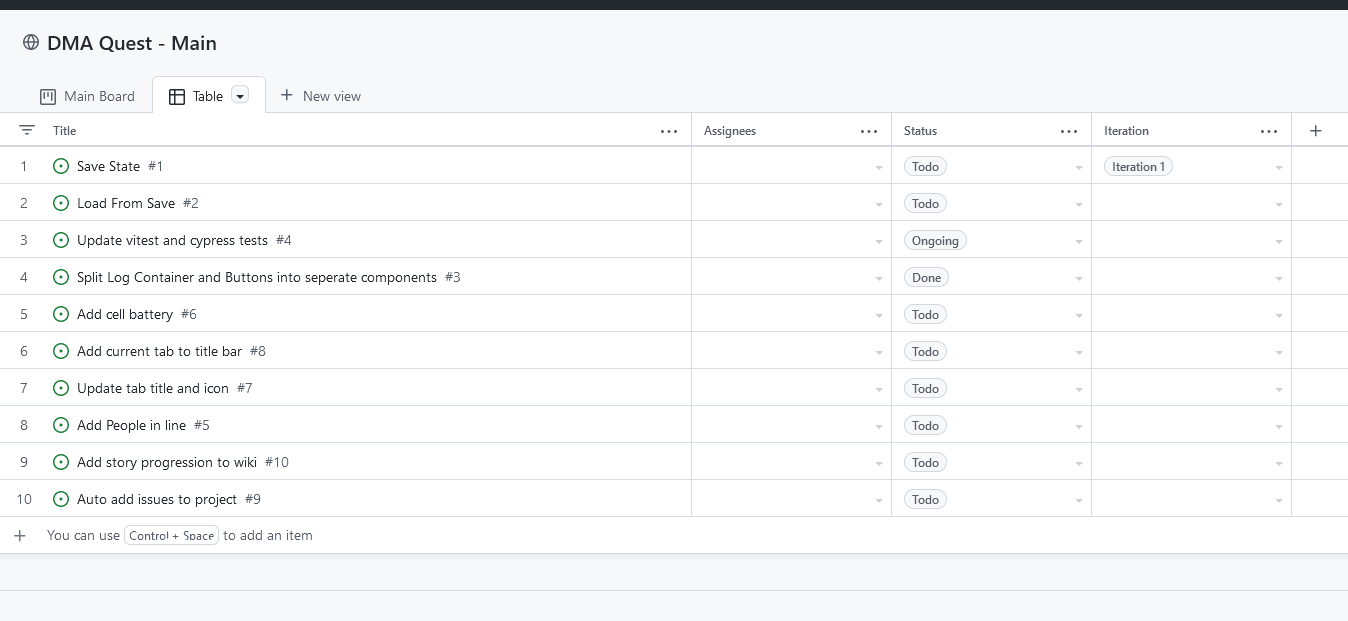 DMA Quest - Main
Main Board Table New view
Title Assignees Status Iteration
1 Save State #1 Todo Iteration 1
2 Load From Save #2 Todo
3 Update vitest and cypress tests #4 Ongoing
4 Split Log Container and Buttons into seperate components #3 Done
5 Add cell battery #6 Todo
6 Add current tab to title bar #8 Todo
7 Update tab title and icon #7 Todo
8 Add People in line #5 Todo
9 Add story progression to wiki #10 Todo
10 Auto add issues to project #9 Todo
You can use Control + Space to add an item